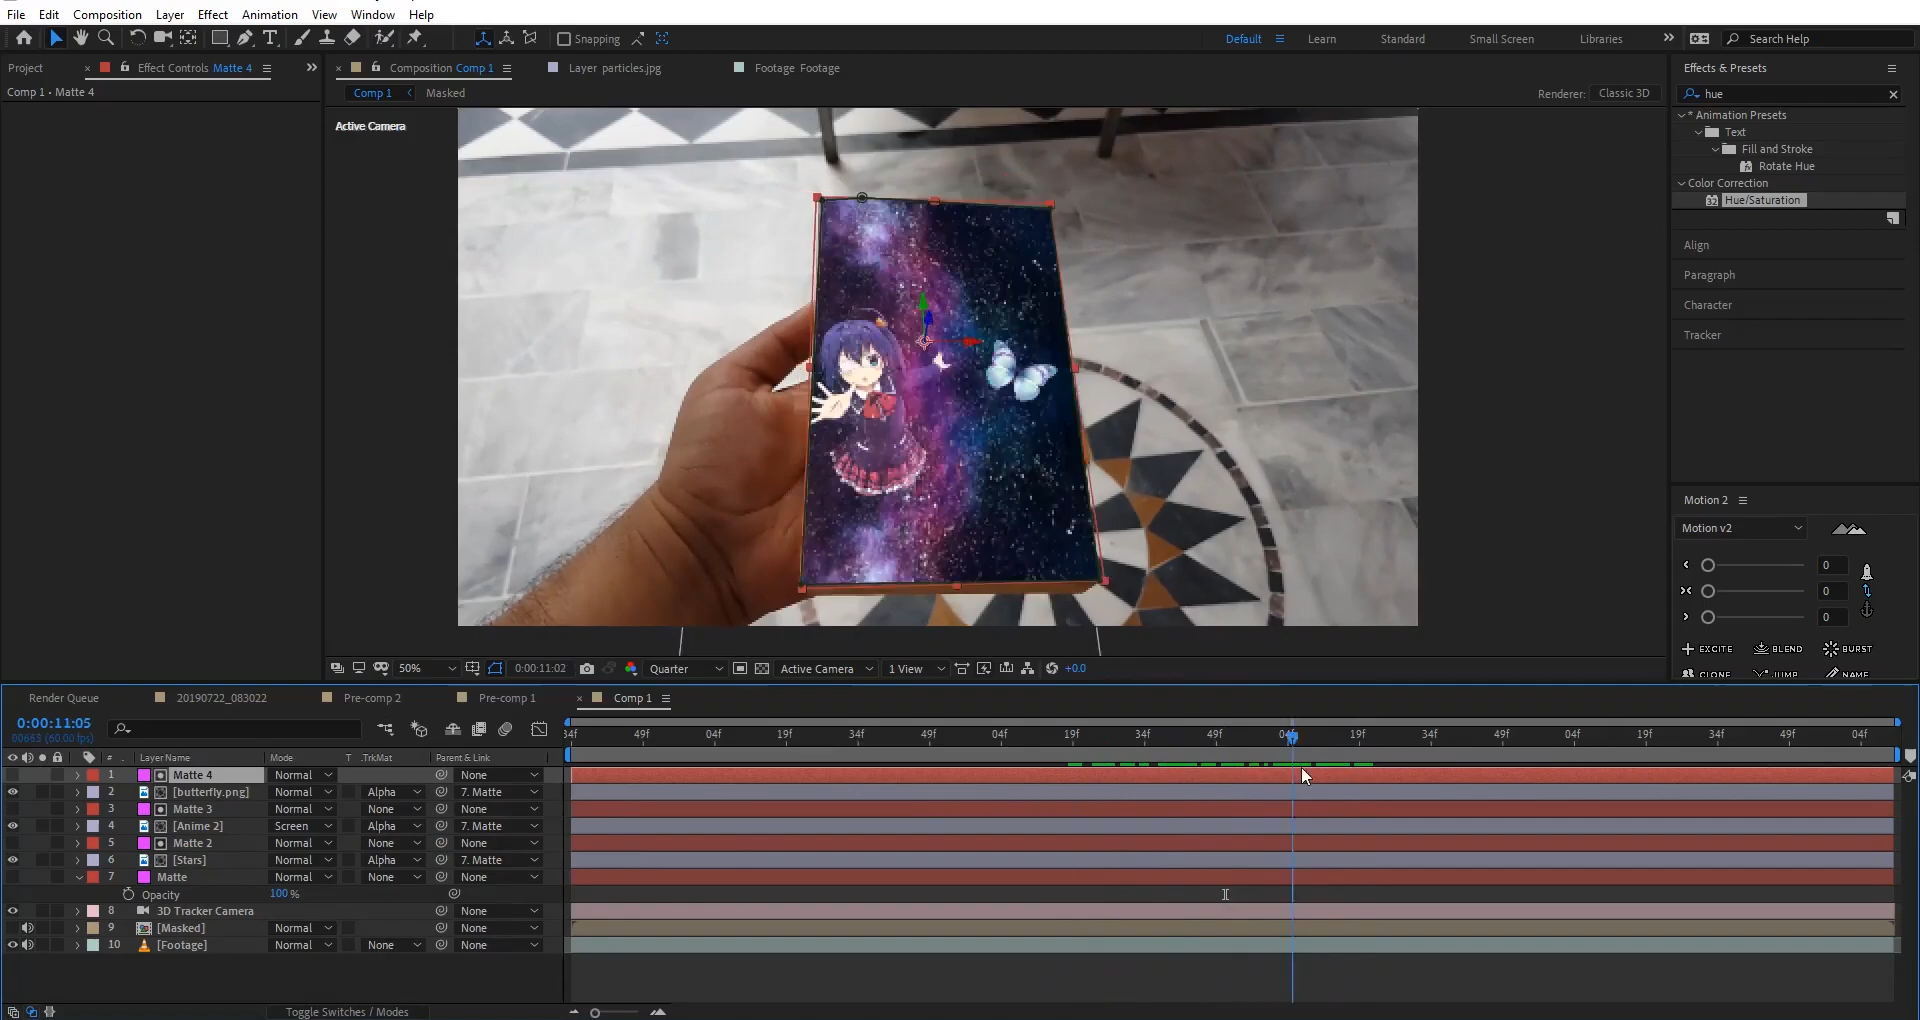 File Edit Composition Layer Effect Animation View Window Help
Snapping Default Learn Standard Small Screen Libraries Search Help
Project Effect Controls Matte 4 Composition Comp 1 Layer particles.jpg Footage Footage Effects & Presets
Comp 1 • Matte 4 Comp 1 Masked Renderer: Classic 3D hue
Active Camera
* Animation Presets
Text
Fill and Stroke
Rotate Hue
Color Correction
32 Hue/Saturation
Align
Paragraph
Character
Tracker
Motion 2
Motion v2
0
0
0
EXCITE BLEND BURST
CLONE JUMP NAME
50% 0:00:11:02 Quarter Active Camera 1 View +0.0
Render Queue 20190722_083022 Pre-comp 2 Pre-comp 1 Comp 1
0:00:11:05
00665 (60.00 fps)
34f 49f 04f 19f 34f 49f 04f 19f 34f 49f 04f 19f 34f 49f 04f 19f 34f 49f 04f
# Layer Name Mode T .TrkMat Parent & Link
1 Matte 4 Normal None
2 [butterfly.png] Normal Alpha 7. Matte
3 Matte 3 Normal None None
4 [Anime 2] Screen Alpha 7. Matte
5 Matte 2 Normal None None
6 [Stars] Normal Alpha 7. Matte
7 Matte Normal None None
Opacity 100 %
8 3D Tracker Camera None
9 [Masked] Normal None
10 [Footage] Normal None None
Toggle Switches / Modes